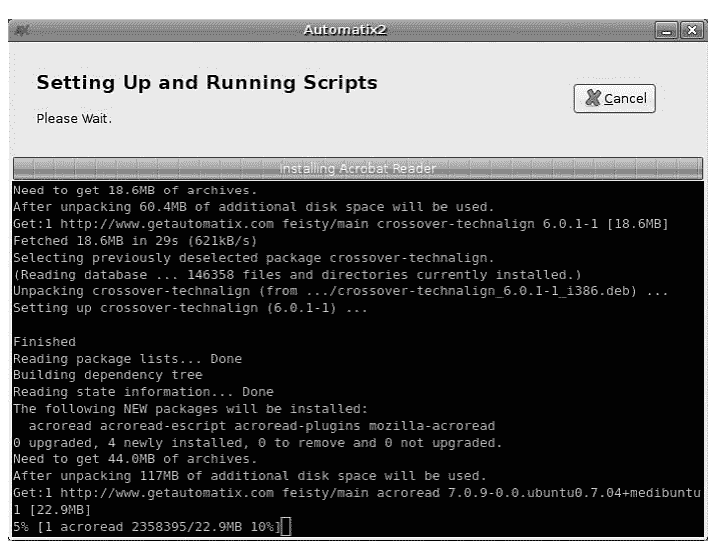 Automatix2
Setting Up and Running Scripts
Cancel
Please Wait.
Installing Acrobat Reader
Need to get 18.6MB of archives.
After unpacking 60.4MB of additional disk space will be used.
Get:1 http://www.getautomatix.com feisty/main crossover-technalign 6.0.1-1 [18.6MB]
Fetched 18.6MB in 29s (621kB/s)
Selecting previously deselected package crossover-technalign.
(Reading database ... 146358 files and directories currently installed.)
Unpacking crossover-technalign (from .../crossover-technalign_6.0.1-1_i386.deb) ...
Setting up crossover-technalign (6.0.1-1) ...
Finished
Reading package lists... Done
Building dependency tree
Reading state information... Done
The following NEW packages will be installed:
acroread acroread-escript acroread-plugins mozilla-acroread
0 upgraded, 4 newly installed, 0 to remove and 0 not upgraded.
Need to get 44.0MB of archives.
After unpacking 117MB of additional disk space will be used.
Get:1 http://www.getautomatix.com feisty/main acroread 7.0.9-0.0.ubuntu0.7.04+medibuntu
1 [22.9MB]
5% [1 acroread 2358395/22.9MB 10%]